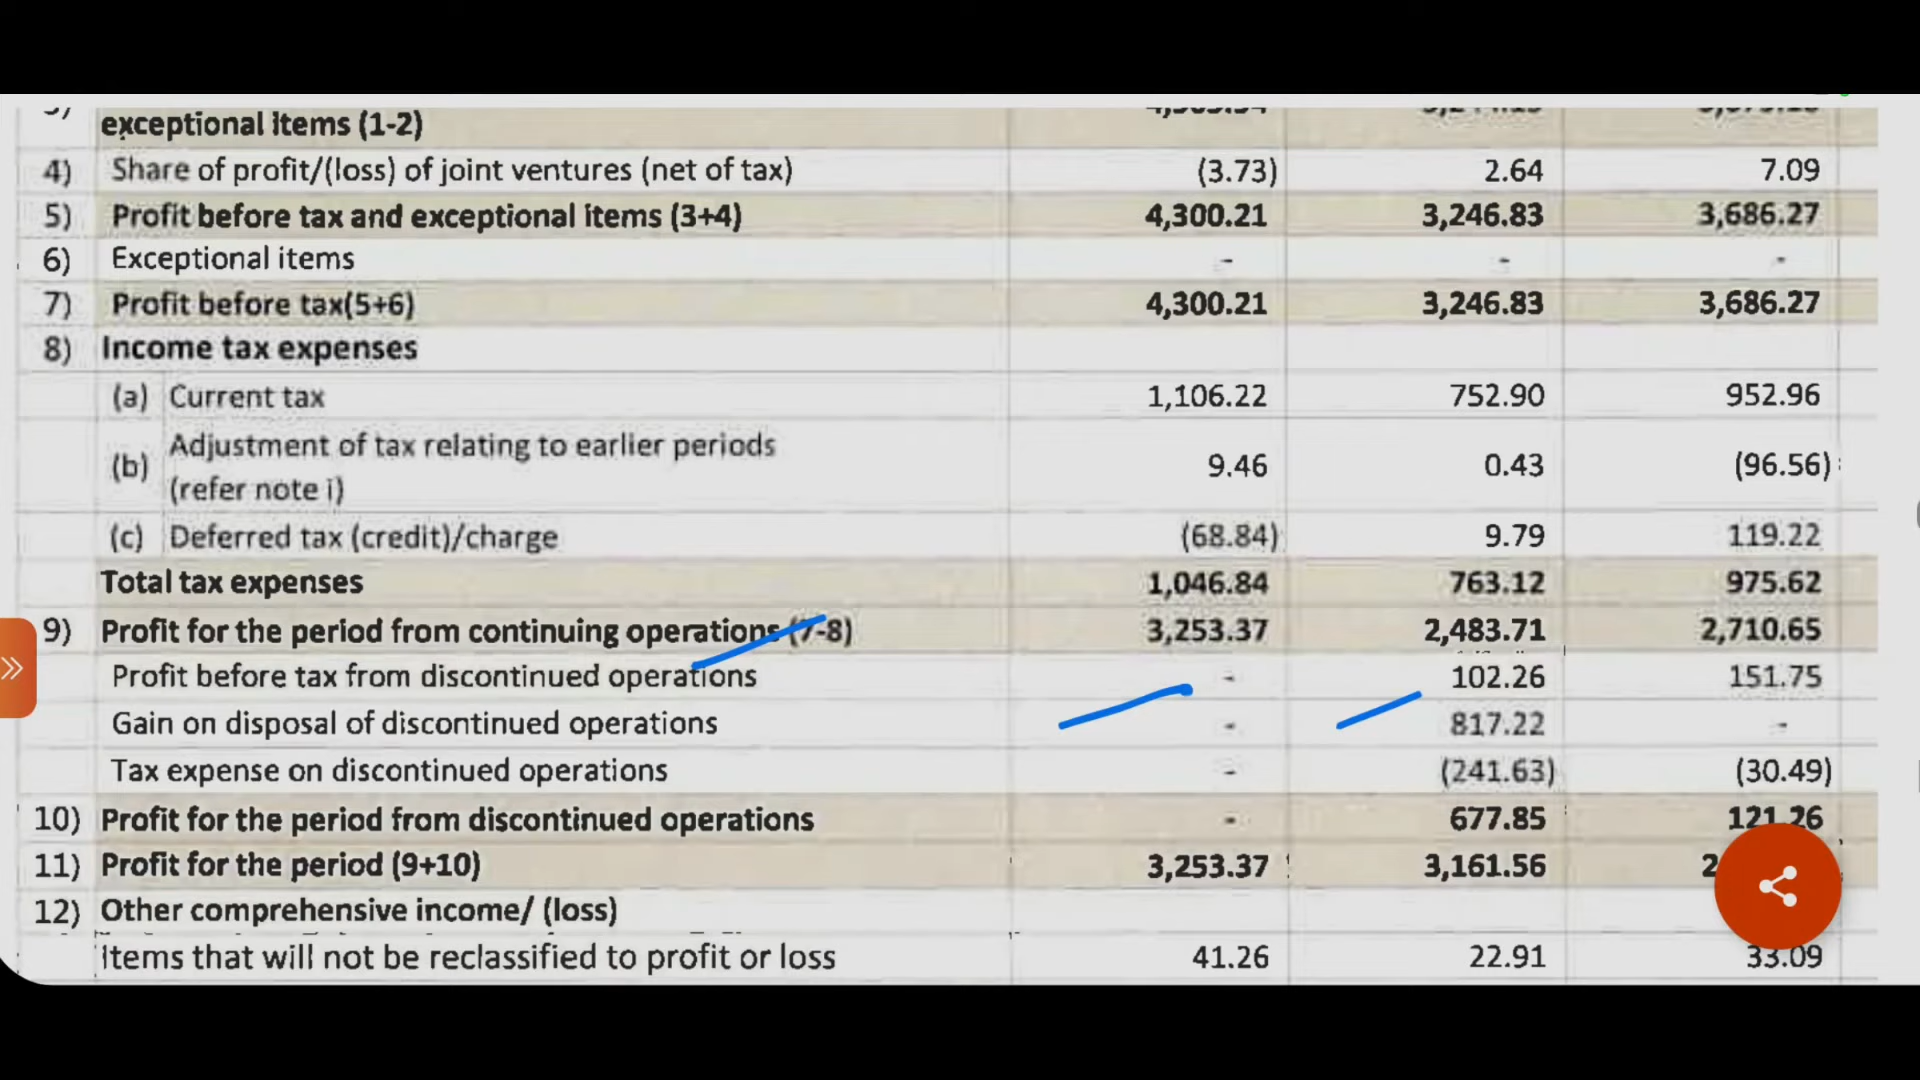 exceptional items (1-2)
4) Share of profit/(loss) of joint ventures (net of tax) (3.73) 2.64 7.09
5) Profit before tax and exceptional items (3+4) 4,300.21 3,246.83 3,686.27
6) Exceptional items - - -
7) Profit before tax(5+6) 4,300.21 3,246.83 3,686.27
8) Income tax expenses
(a) Current tax 1,106.22 752.90 952.96
(b) Adjustment of tax relating to earlier periods
(refer note i) 9.46 0.43 (96.56)
(c) Deferred tax (credit)/charge (68.84) 9.79 119.22
Total tax expenses 1,046.84 763.12 975.62
9) Profit for the period from continuing operations (7-8) 3,253.37 2,483.71 2,710.65
Profit before tax from discontinued operations - 102.26 151.75
Gain on disposal of discontinued operations - 817.22 -
Tax expense on discontinued operations - (241.63) (30.49)
10) Profit for the period from discontinued operations - 677.85 121.26
11) Profit for the period (9+10) 3,253.37 3,161.56
12) Other comprehensive income/ (loss)
Items that will not be reclassified to profit or loss 41.26 22.91 33.09